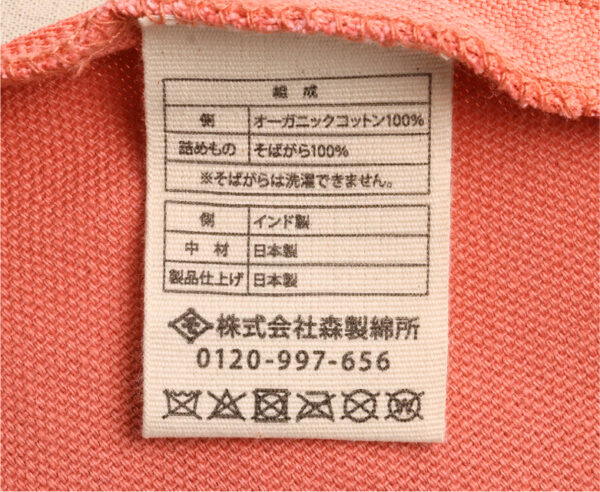 組成
側 オーガニックコットン100%
詰めもの そばがら100%
※そばがらは洗濯できません。
側 インド製
中材 日本製
製品仕上げ 日本製
株式会社森製綿所
0120-997-656